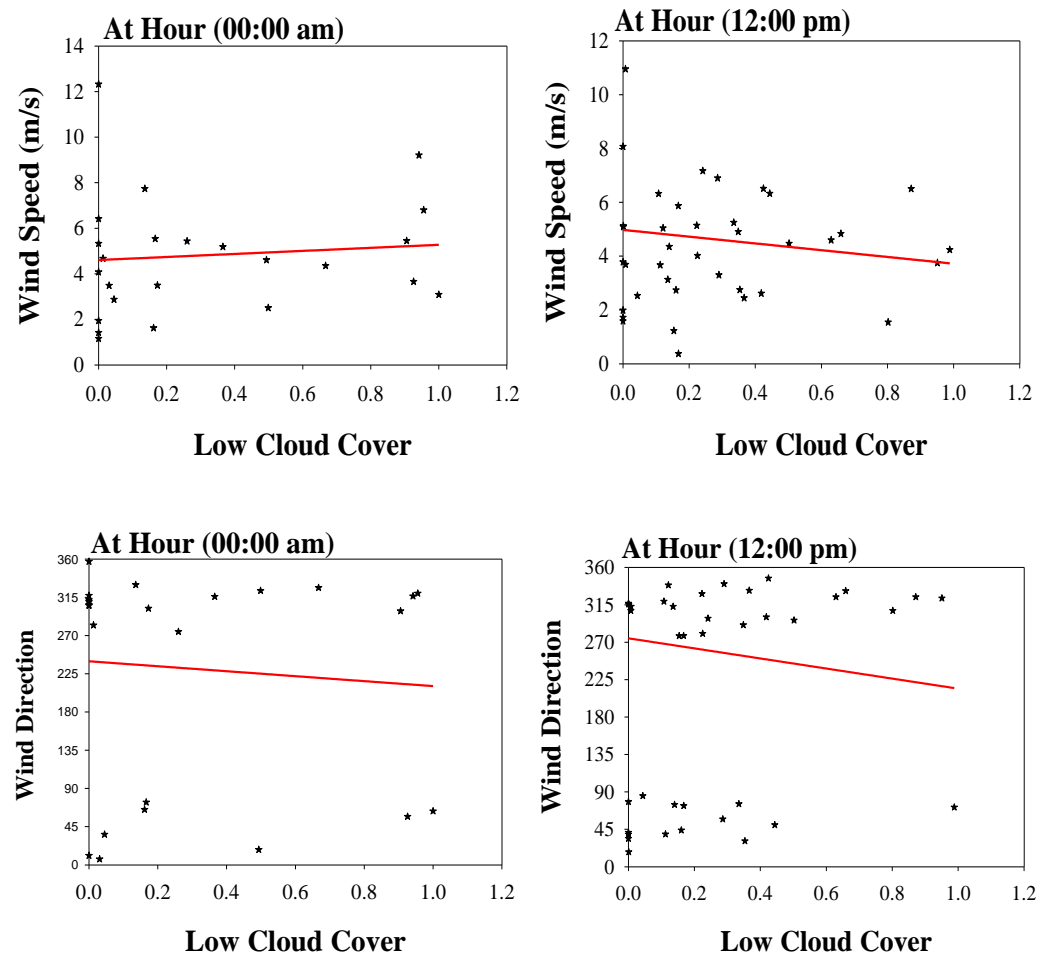 At Hour (00:00 am)
Wind Speed (m/s)
14
12
10
8
6
4
2
0
0.0 0.2 0.4 0.6 0.8 1.0 1.2
Low Cloud Cover
At Hour (12:00 pm)
Wind Speed (m/s)
12
10
8
6
4
2
0
0.0 0.2 0.4 0.6 0.8 1.0 1.2
Low Cloud Cover
At Hour (00:00 am)
Wind Direction
360
315
270
225
180
135
90
45
0
0.0 0.2 0.4 0.6 0.8 1.0 1.2
Low Cloud Cover
At Hour (12:00 pm)
Wind Direction
360
315
270
225
180
135
90
45
0
0.0 0.2 0.4 0.6 0.8 1.0 1.2
Low Cloud Cover